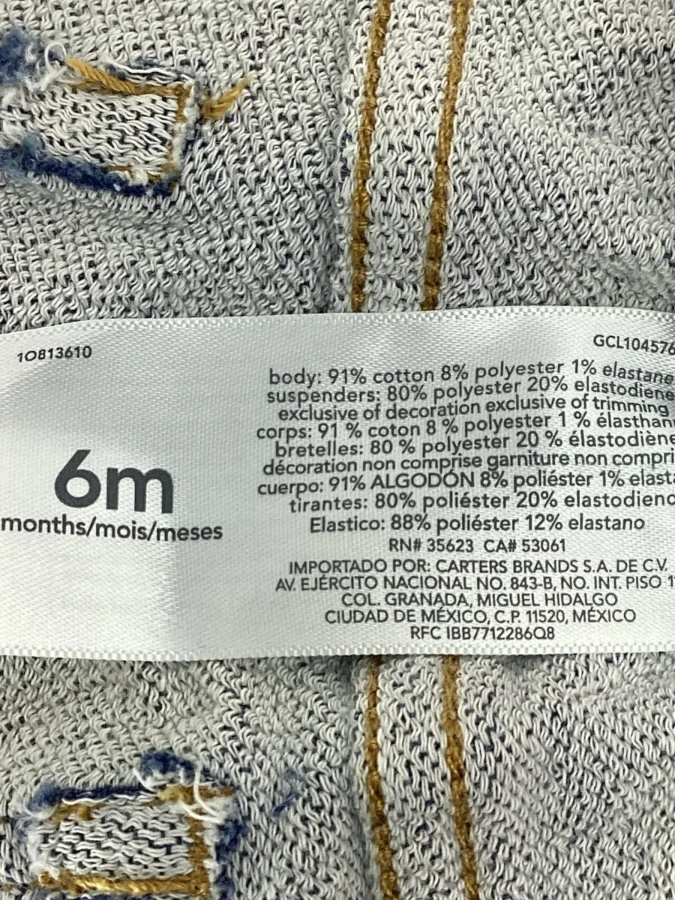 10813610
GCL104576
body: 91% cotton 8% polyester 1% elastane
suspenders: 80% polyester 20% elastodiene
exclusive of decoration exclusive of trimming
corps: 91 % coton 8 % polyester 1 % élasthan
bretelles: 80 % polyester 20 % élastodiène
décoration non comprise garniture non compri
cuerpo: 91% ALGODÓN 8% poliéster 1% elast
tirantes: 80% poliéster 20% elastodieno
Elastico: 88% poliéster 12% elastano
6m
months/mois/meses
RN# 35623 CA# 53061
IMPORTADO POR: CARTERS BRANDS S.A. DE C.V.
AV. EJÉRCITO NACIONAL NO. 843-B, NO. INT. PISO 1
COL. GRANADA, MIGUEL HIDALGO
CIUDAD DE MÉXICO, C.P. 11520, MÉXICO
RFC IBB7712286Q8